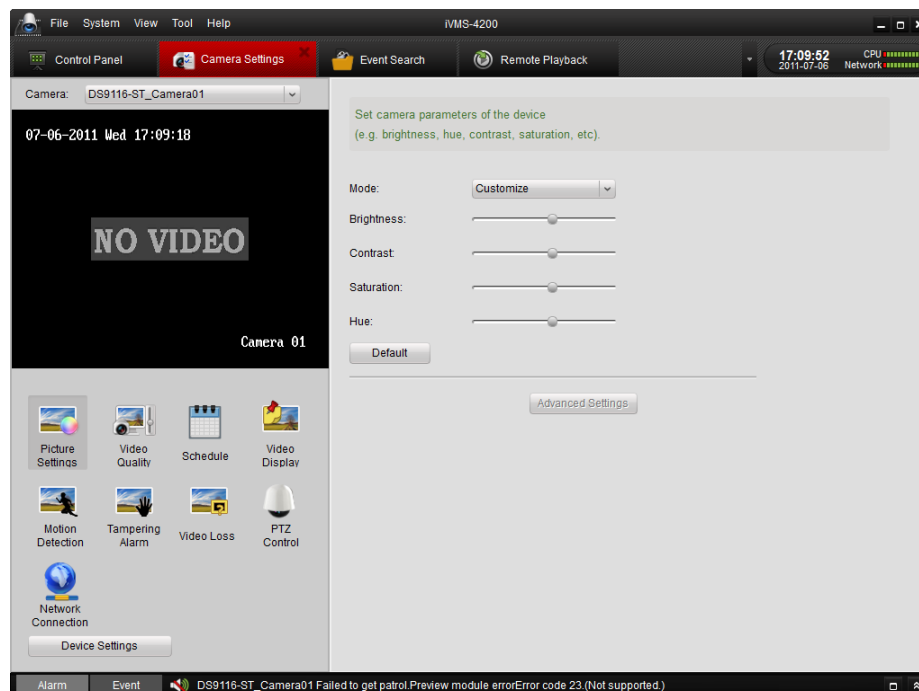 File System View Tool Help iVMS-4200
Control Panel Camera Settings Event Search Remote Playback 17:09:52 CPU
2011-07-06 Network
Camera: DS9116-ST_Camera01
07-06-2011 Wed 17:09:18
NO VIDEO
Camera 01
Set camera parameters of the device
(e.g. brightness, hue, contrast, saturation, etc).
Mode: Customize
Brightness:
Contrast:
Saturation:
Hue:
Default
Advanced Settings
Picture Settings
Video Quality
Schedule
Video Display
Motion Detection
Tampering Alarm
Video Loss
PTZ Control
Network Connection
Device Settings
Alarm Event DS9116-ST_Camera01 Failed to get patrol.Preview module errorError code 23.(Not supported.)